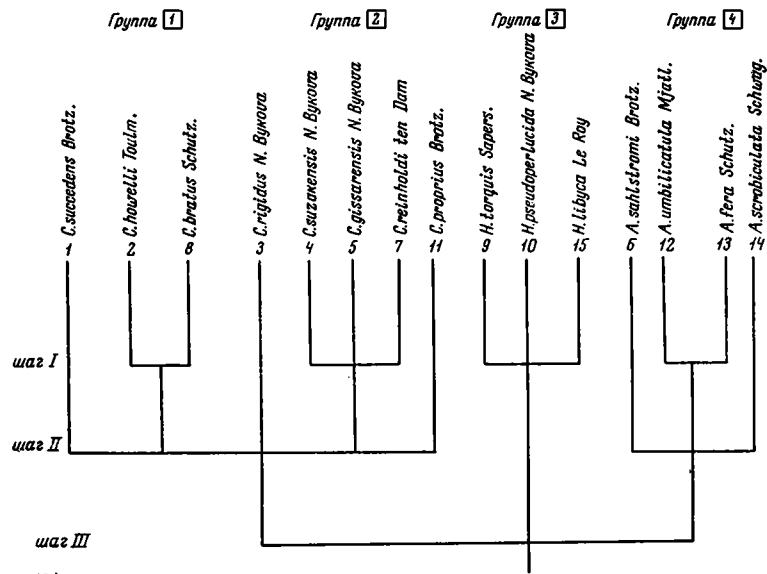 Группа 1
Группа 2
Группа 3
Группа 4
C. succedens Brotz.
C. howelli Toulm.
C. bratus Schutz.
C. rigidus N. Bykova
C. suzakensis N. Bykova
C. gissarensis N. Bykova
C. reinholdi ten Dam
C. proprius Brotz.
H. torquis Sapers.
H. pseudoperlucida N. Bykova
H. libyca Le Roy
A. sahlstromi Brotz.
A. umbilicatula Mjatl.
A. fera Schutz.
A. scrobiculata Schwag.
1 2 8 3 4 5 7 11 9 10 15 6 12 13 14
шаг I
шаг II
шаг III